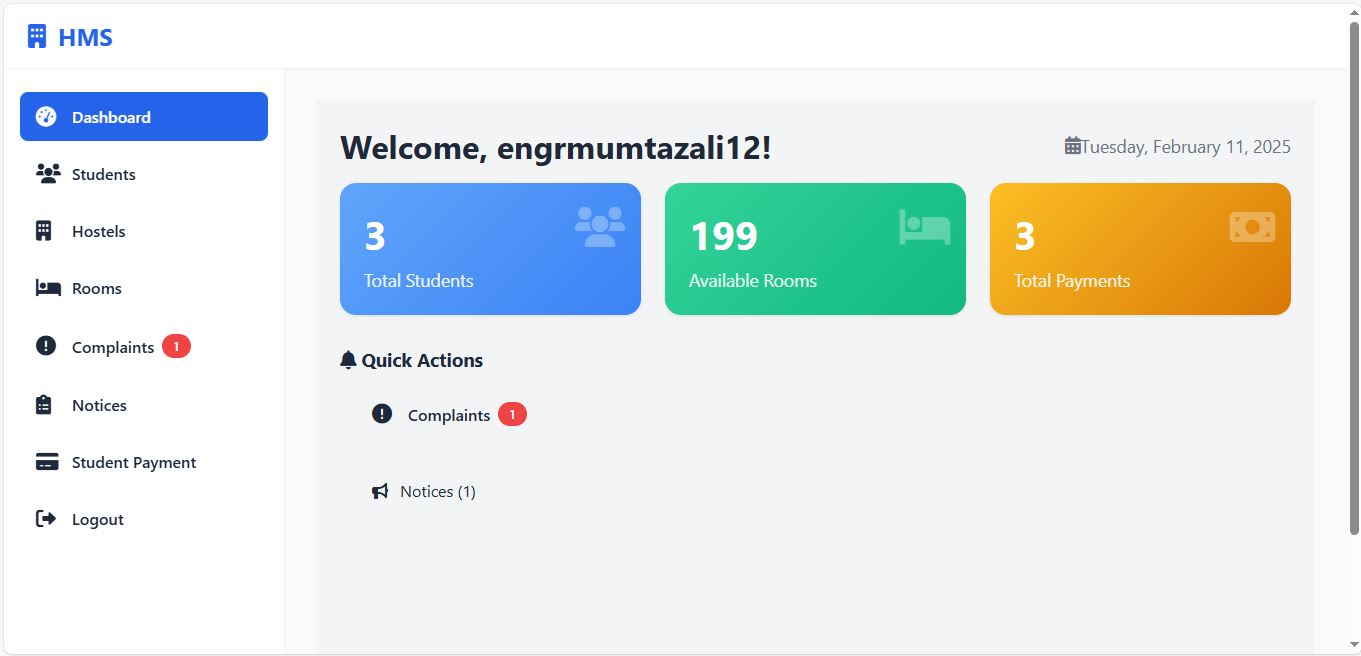 HMS
Dashboard
Students
Hostels
Rooms
Complaints 1
Notices
Student Payment
Logout
Welcome, engrmumtazali12!
Tuesday, February 11, 2025
3
Total Students
199
Available Rooms
3
Total Payments
Quick Actions
Complaints 1
Notices (1)